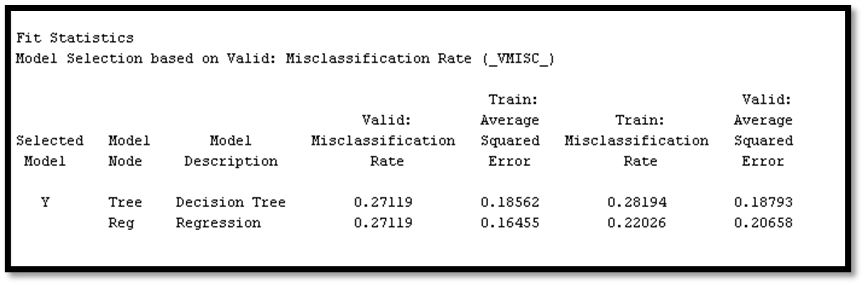 Fit Statistics
Model Selection based on Valid: Misclassification Rate (_VMISC_)
Train: Valid:
Valid: Average Train: Average
Selected Model Model Misclassification Squared Misclassification Squared
Model Node Description Rate Error Rate Error
Y Tree Decision Tree 0.27119 0.18562 0.28194 0.18793
Reg Regression 0.27119 0.16455 0.22026 0.20658